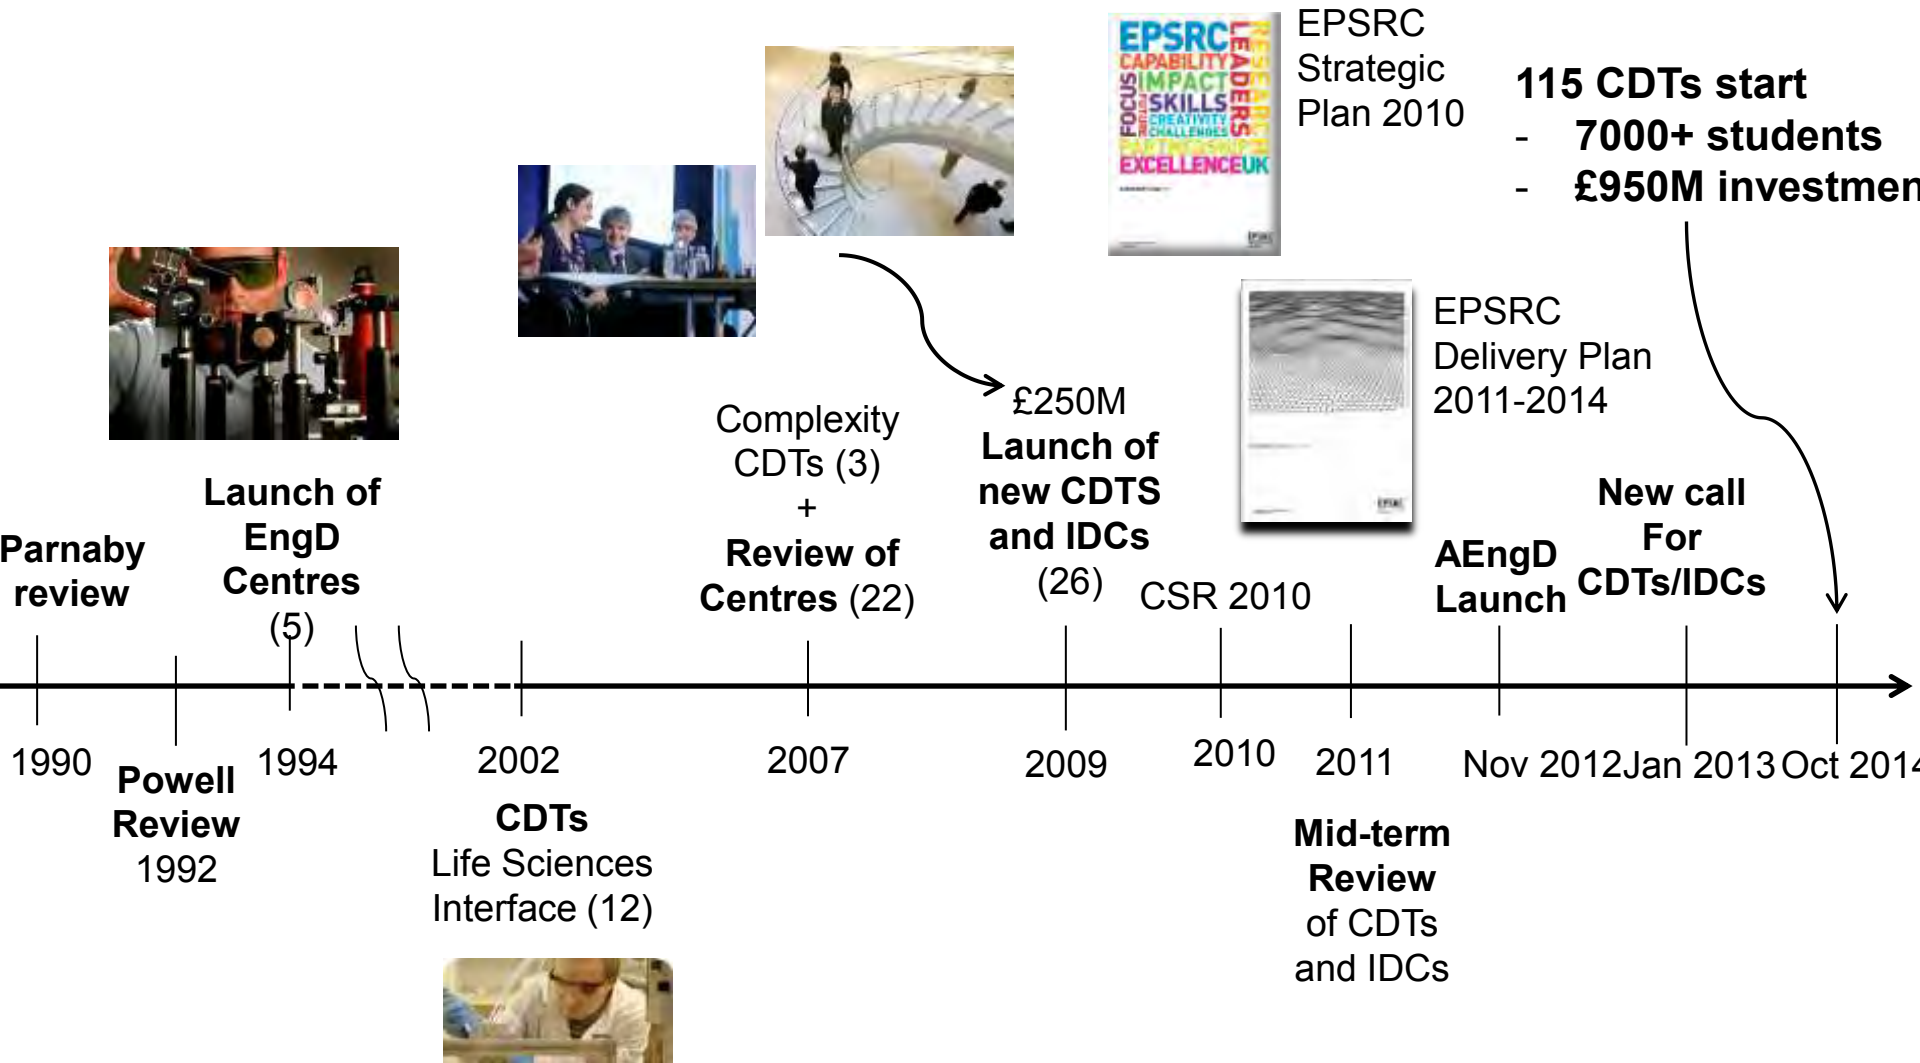 EPSRC
Strategic
Plan 2010
EPSRC
CAPABILITY
IMPACT
SKILLS
CREATIVITY
CHALLENGES
PARTNERSHIP
EXCELLENCEUK
FOCUS
FUTURE
LEADERS
RESEARCH
115 CDTs start
- 7000+ students
- £950M investmen
EPSRC
Delivery Plan
2011-2014
£250M
Launch of
new CDTS
and IDCs
(26)
Complexity
CDTs (3)
+
Review of
Centres (22)
Launch of
EngD
Centres
(5)
Parnaby
review
CSR 2010
AEngD
Launch
New call
For
CDTs/IDCs
1990
Powell
Review
1992
1994
2002
CDTs
Life Sciences
Interface (12)
2007
2009
2010
2011
Mid-term
Review
of CDTs
and IDCs
Nov 2012
Jan 2013
Oct 2014